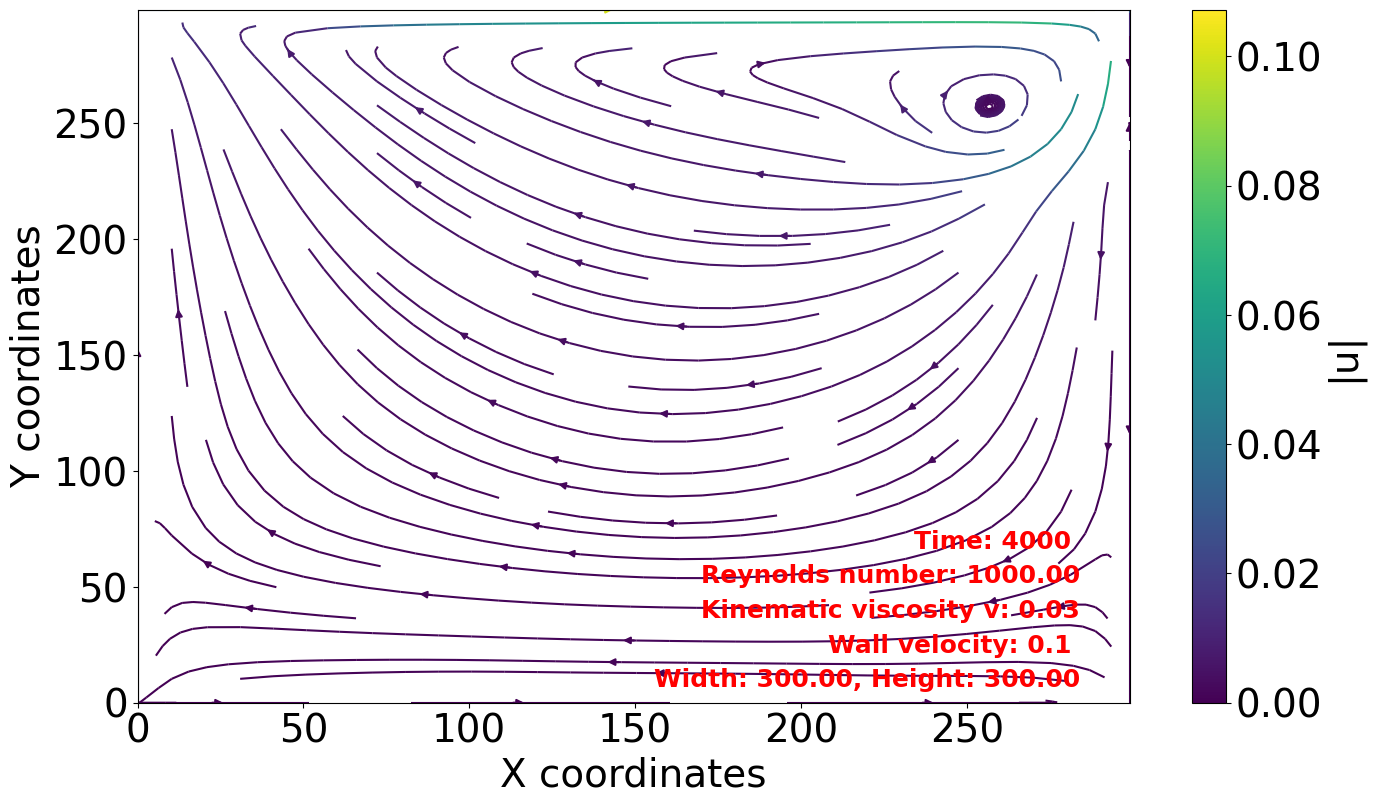 250
200
150
100
50
0
Y coordinates
0
50
100
150
200
250
X coordinates
Time: 4000
Reynolds number: 1000.00
Kinematic viscosity ν: 0.03
Wall velocity: 0.1
Width: 300.00, Height: 300.00
0.10
0.08
0.06
0.04
0.02
0.00
|u|